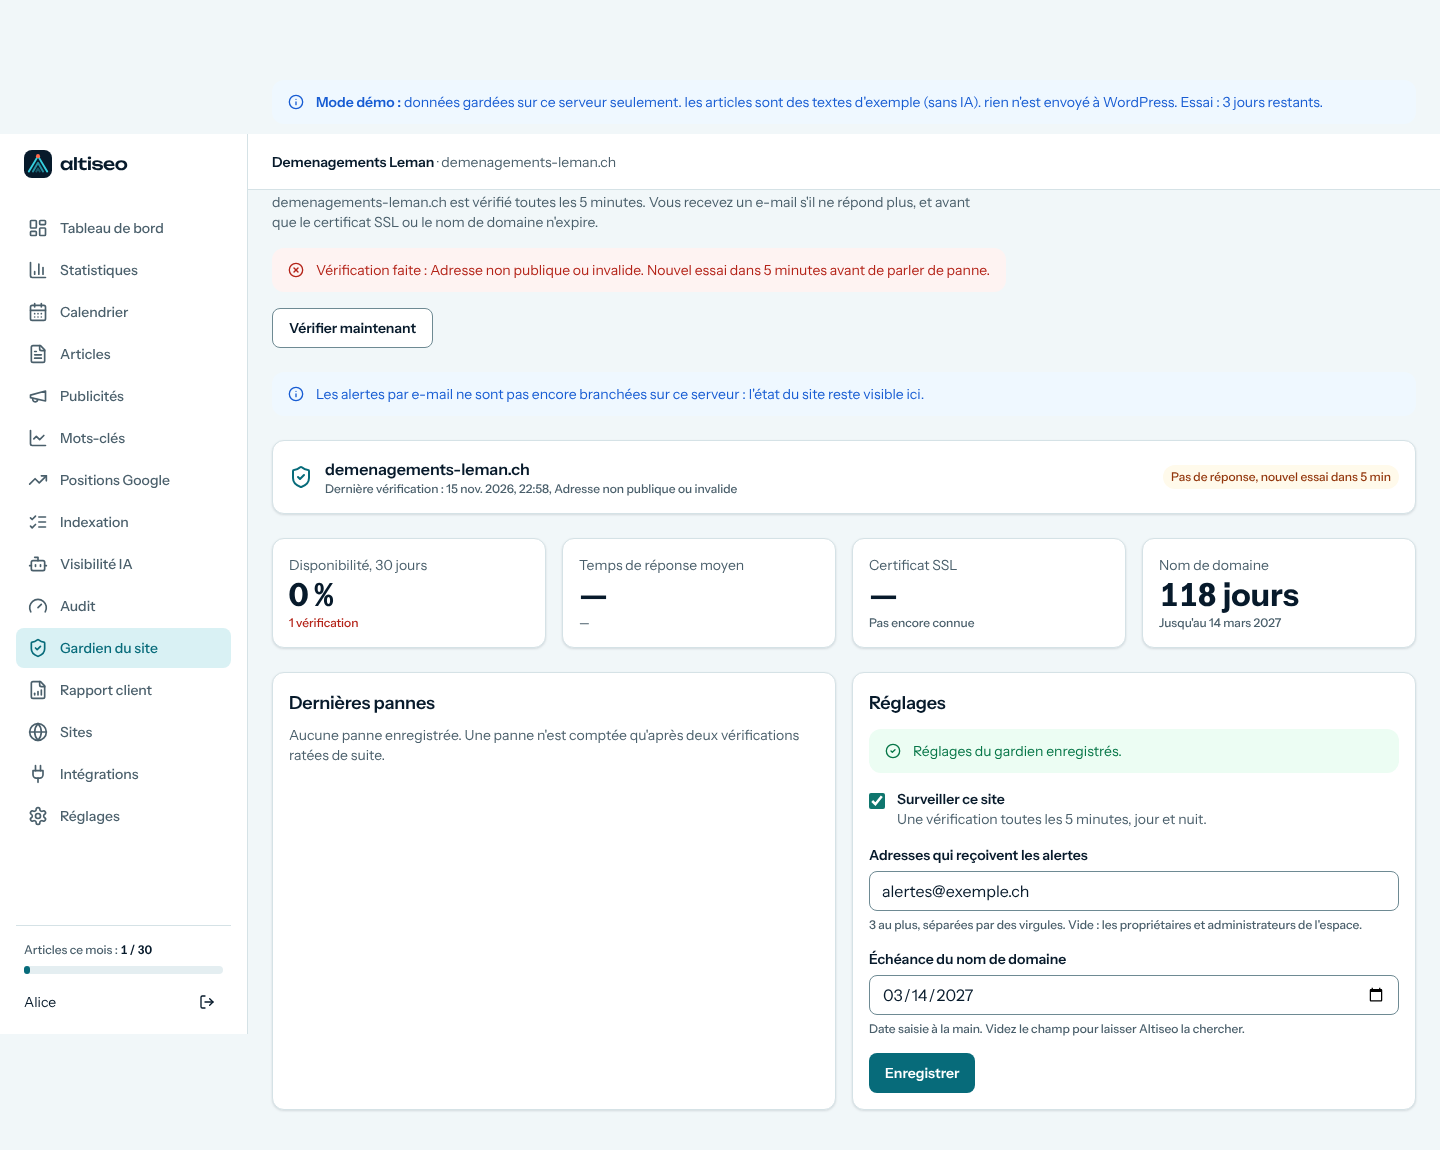 Mode démo : données gardées sur ce serveur seulement. les articles sont des textes d'exemple (sans IA). rien n'est envoyé à WordPress. Essai : 3 jours restants.
altiseo
Demenagements Leman · demenagements-leman.ch
Tableau de bord
Statistiques
Calendrier
Articles
Publicités
Mots-clés
Positions Google
Indexation
Visibilité IA
Audit
Gardien du site
Rapport client
Sites
Intégrations
Réglages
Articles ce mois : 1 / 30
Alice
demenagements-leman.ch est vérifié toutes les 5 minutes. Vous recevez un e-mail s'il ne répond plus, et avant
que le certificat SSL ou le nom de domaine n'expire.
Vérification faite : Adresse non publique ou invalide. Nouvel essai dans 5 minutes avant de parler de panne.
Vérifier maintenant
Les alertes par e-mail ne sont pas encore branchées sur ce serveur : l'état du site reste visible ici.
demenagements-leman.ch
Dernière vérification : 15 nov. 2026, 22:58, Adresse non publique ou invalide
Pas de réponse, nouvel essai dans 5 min
Disponibilité, 30 jours
0 %
1 vérification
Temps de réponse moyen
—
—
Certificat SSL
—
Pas encore connue
Nom de domaine
118 jours
Jusqu'au 14 mars 2027
Dernières pannes
Aucune panne enregistrée. Une panne n'est comptée qu'après deux vérifications
ratées de suite.
Réglages
Réglages du gardien enregistrés.
Surveiller ce site
Une vérification toutes les 5 minutes, jour et nuit.
Adresses qui reçoivent les alertes
alertes@exemple.ch
3 au plus, séparées par des virgules. Vide : les propriétaires et administrateurs de l'espace.
Échéance du nom de domaine
03/14/2027
Date saisie à la main. Videz le champ pour laisser Altiseo la chercher.
Enregistrer